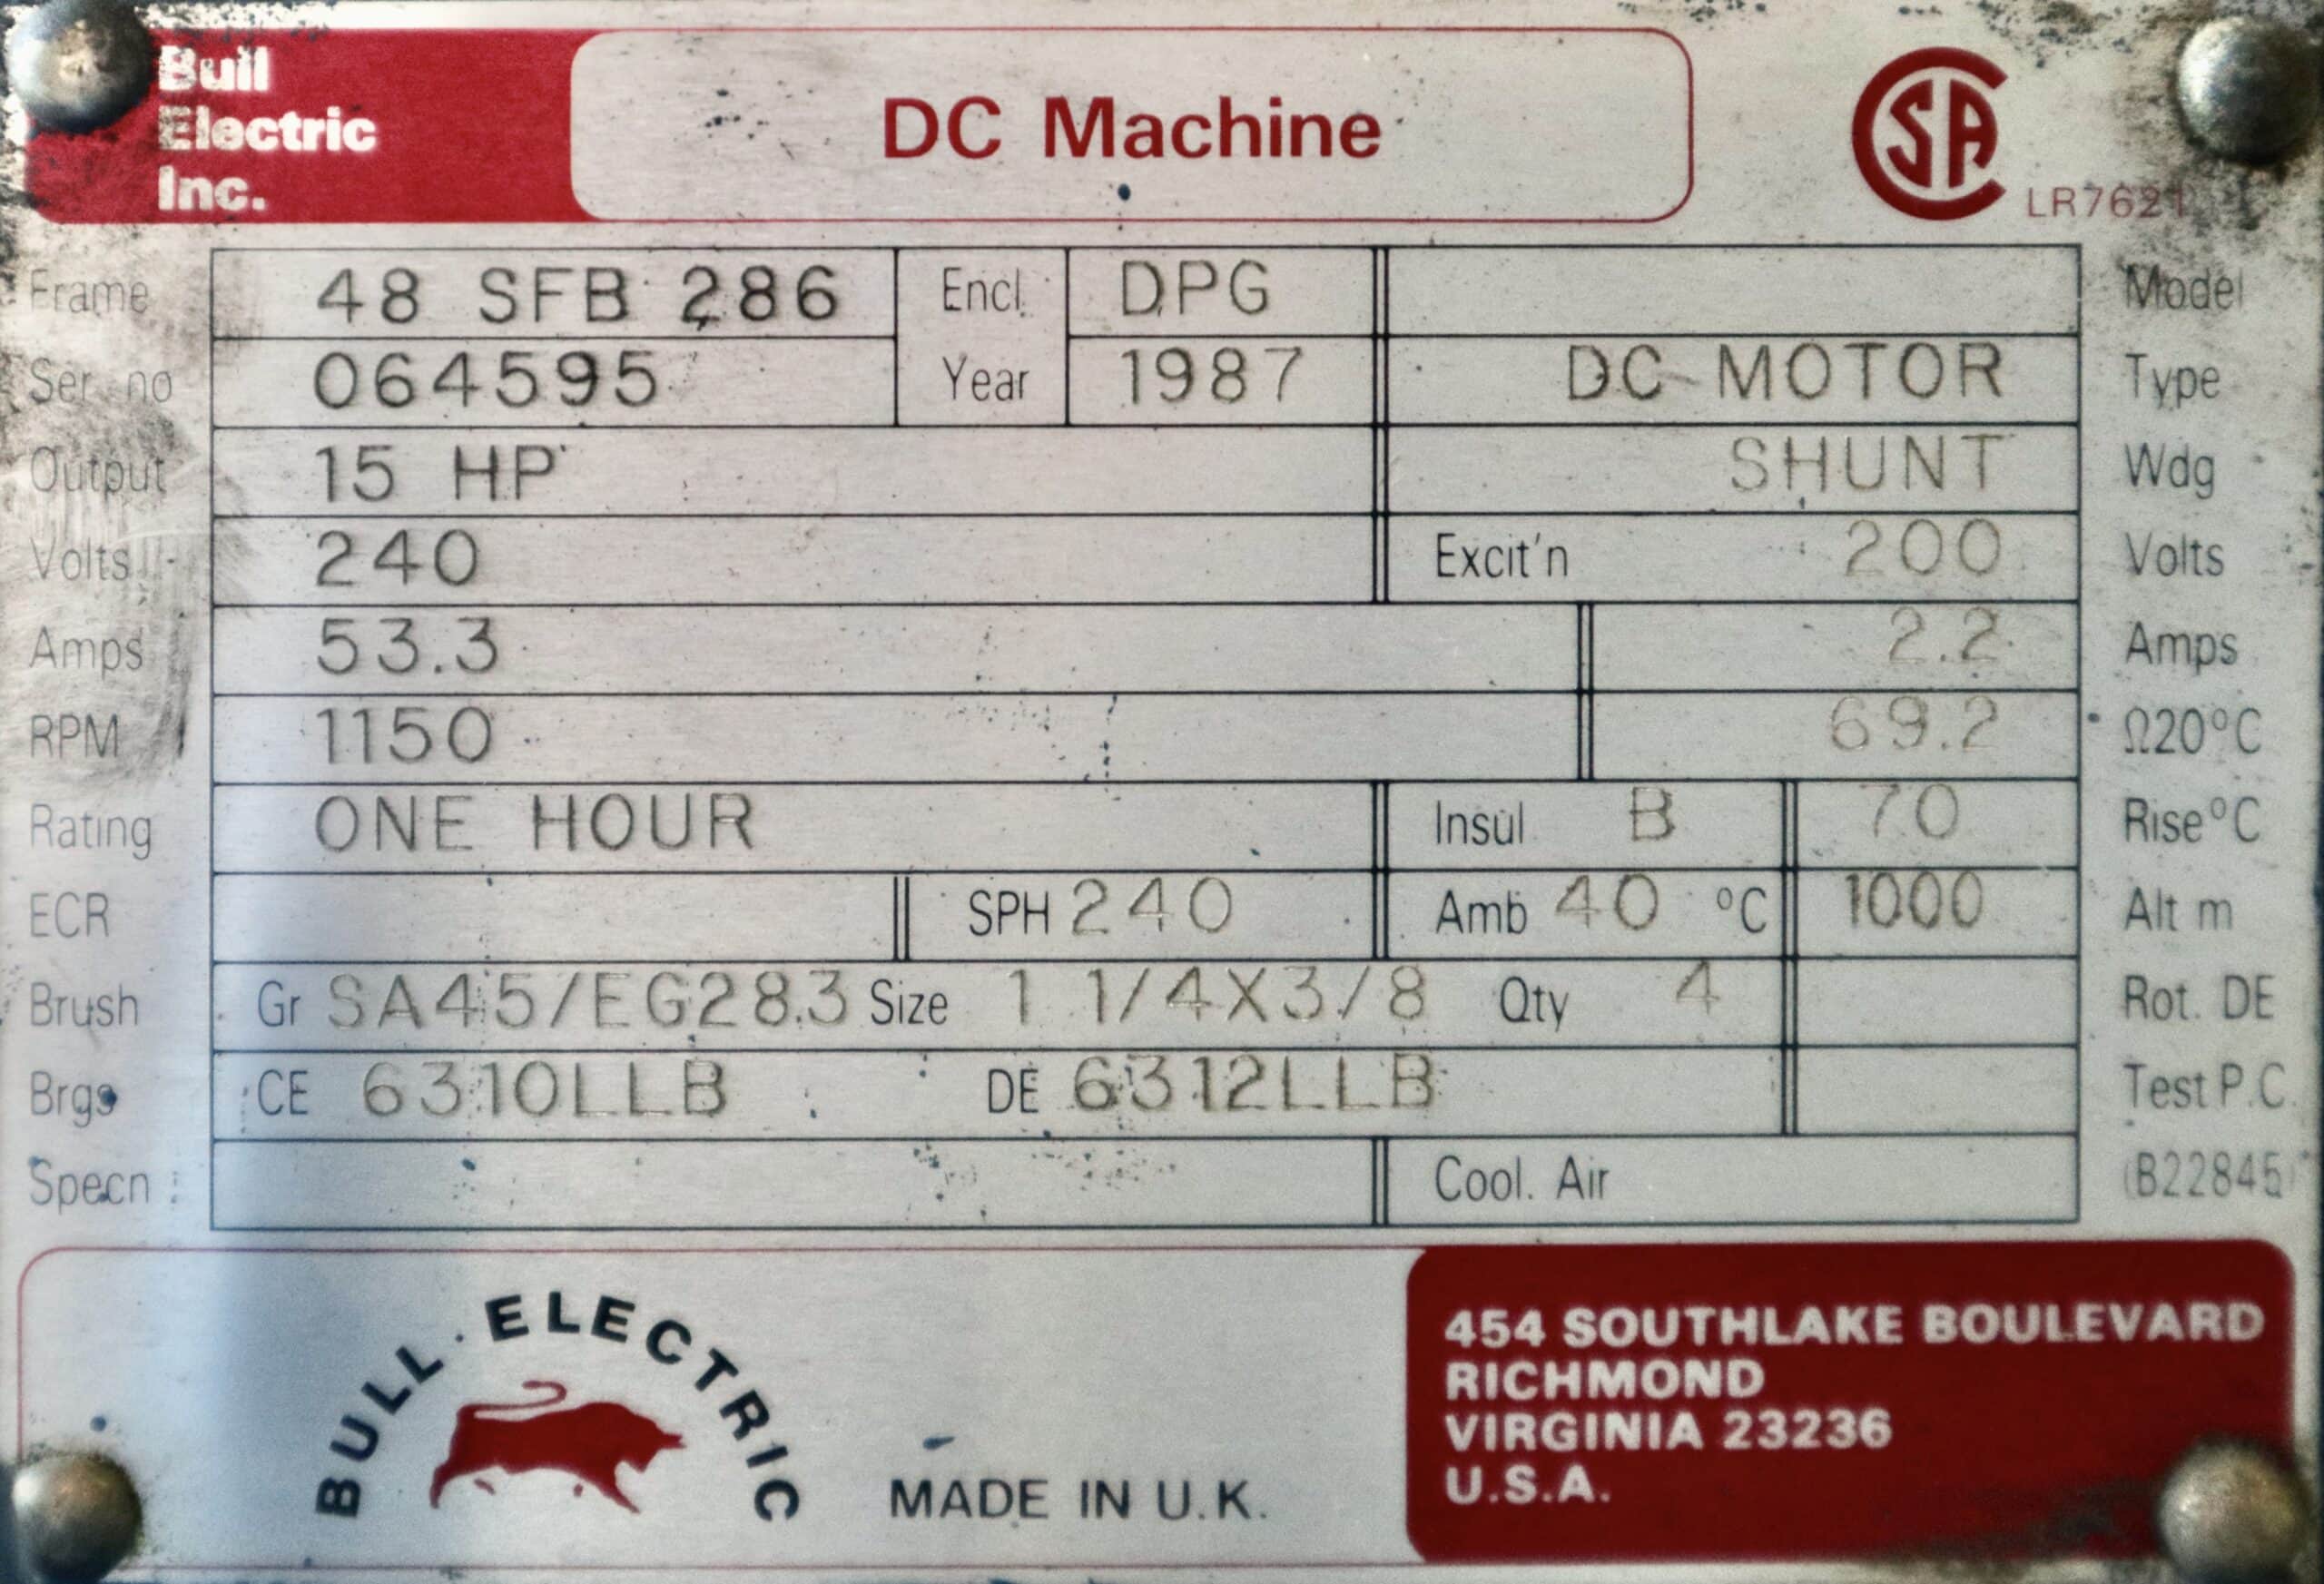 Bull
Electric
Inc.
DC Machine
CSA
LR7621
Frame 48 SFB 286 Encl. DPG Model
Ser. no 064595 Year 1987 DC MOTOR Type
Output 15 HP SHUNT Wdg
Volts 240 Excit'n 200 Volts
Amps 53.3 2.2 Amps
RPM 1150 69.2 Ω20°C
Rating ONE HOUR Insul B 70 Rise°C
ECR SPH 240 Amb 40 °C 1000 Alt m
Brush Gr SA45/EG283 Size 1 1/4X3/8 Qty 4 Rot. DE
Brgs CE 6310LLB DE 6312LLB Test P.C.
Specn Cool. Air (B22845)
BULL ELECTRIC
MADE IN U.K.
454 SOUTHLAKE BOULEVARD
RICHMOND
VIRGINIA 23236
U.S.A.